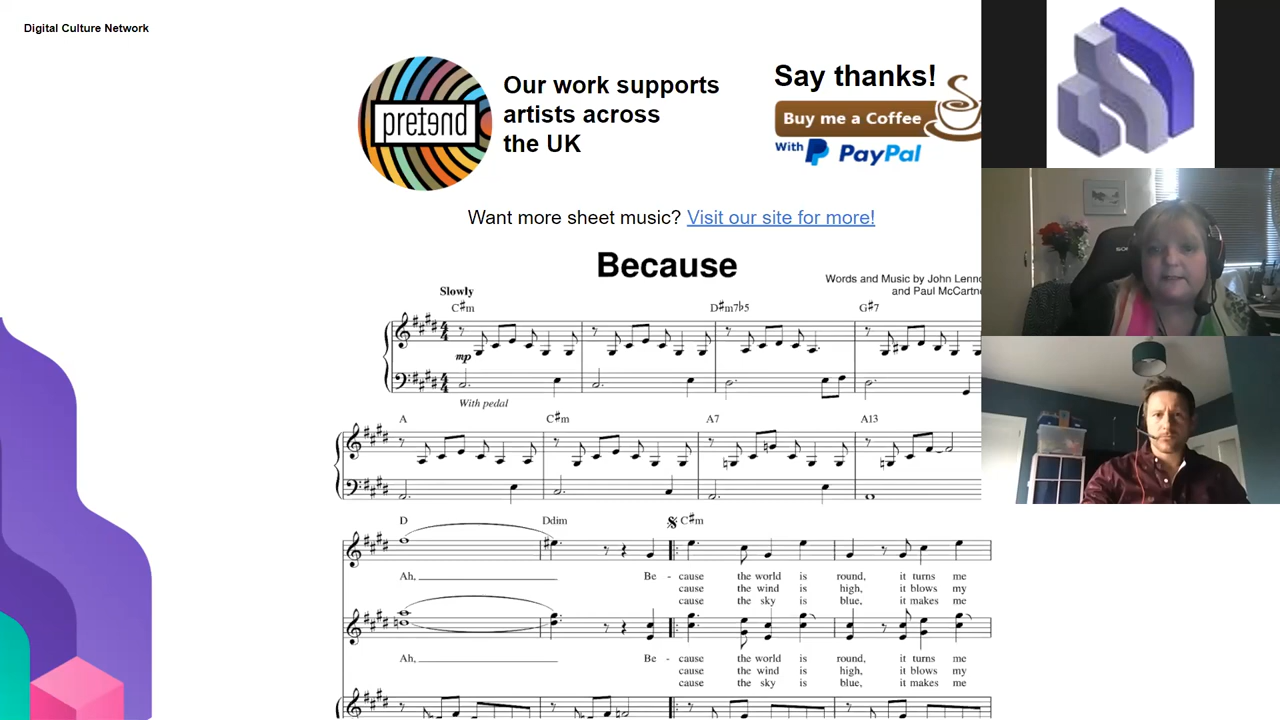 Digital Culture Network
pretend
Our work supports
artists across
the UK
Say thanks!
Buy me a Coffee
With PayPal
Want more sheet music? Visit our site for more!
Because
Words and Music by John Lenno
and Paul McCartne
Slowly
C#m D#m7b5 G#7
mp
With pedal
A C#m A7 A13
D Ddim C#m
Ah, Be - cause the world is round, it turns me
cause the wind is high, it blows my
cause the sky is blue, it makes me
Ah, Be - cause the world is round, it turns me
cause the wind is high, it blows my
cause the sky is blue, it makes me